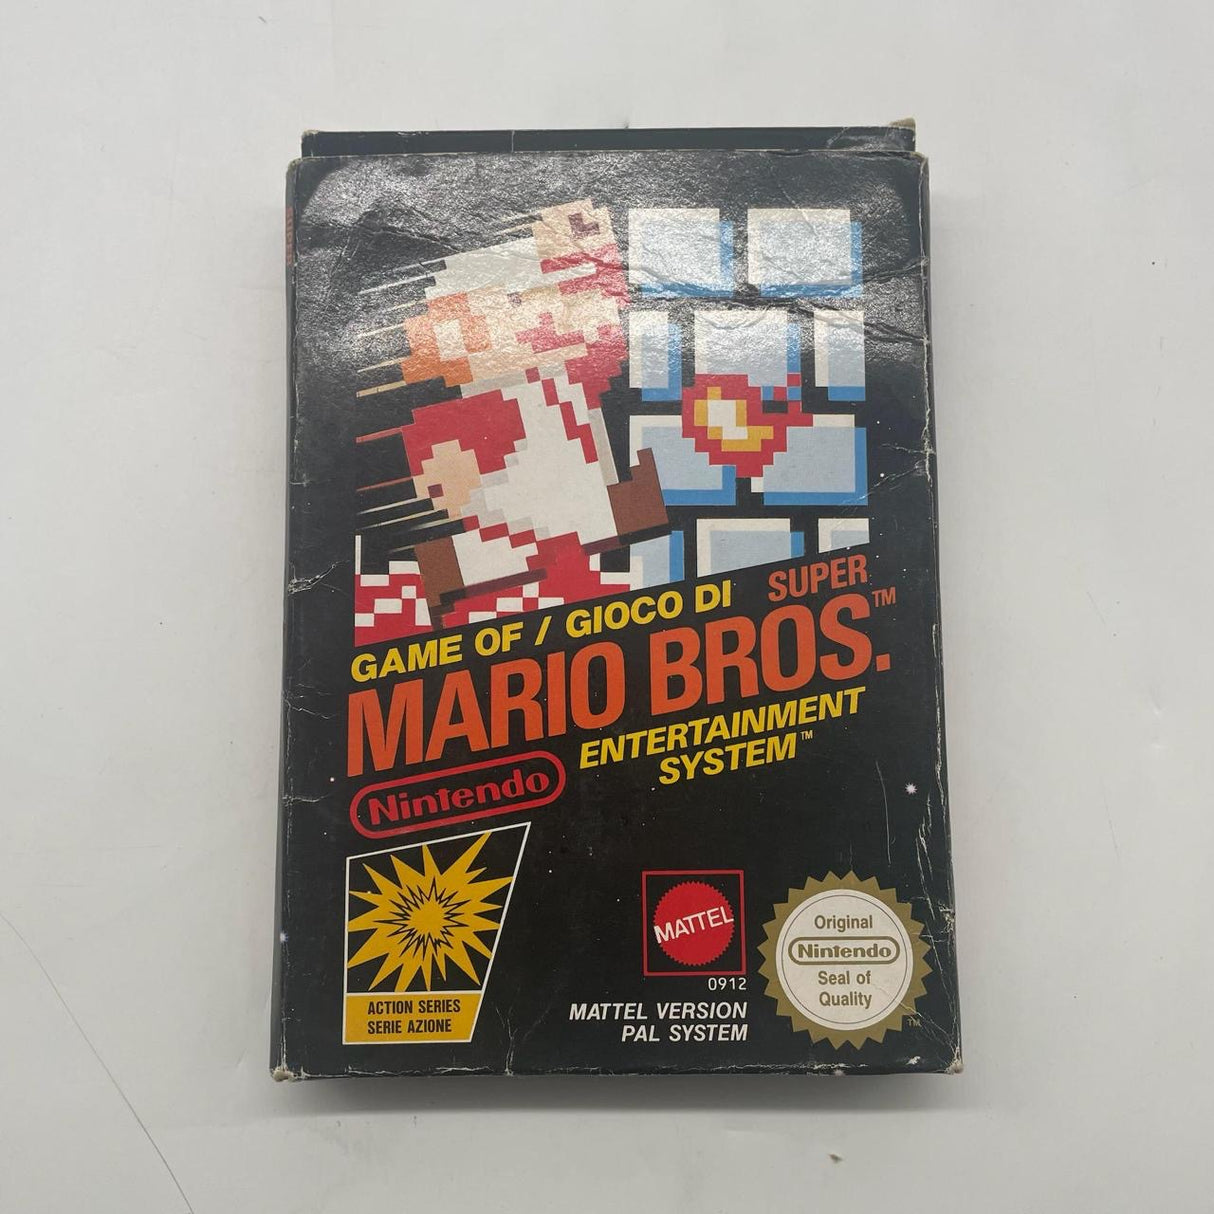 GAME OF / GIOCO DI SUPER
MARIO BROS.™
ENTERTAINMENT
SYSTEM™
Nintendo
ACTION SERIES
SERIE AZIONE
MATTEL
0912
MATTEL VERSION
PAL SYSTEM
Original
Nintendo
Seal of
Quality
TM